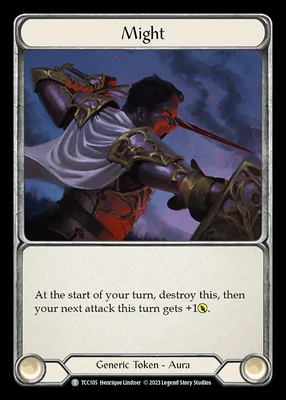 Might
At the start of your turn, destroy this, then
your next attack this turn gets +1.
Generic Token - Aura
T TCC105 Henrique Lindner © 2023 Legend Story Studios